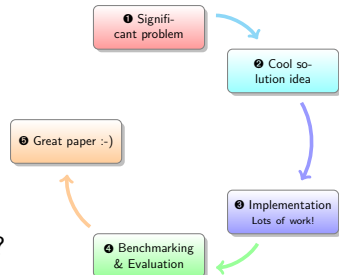 ❶ Signifi-
cant problem
❷ Cool so-
lution idea
❸ Implementation
Lots of work!
❹ Benchmarking
& Evaluation
❺ Great paper :-)
?